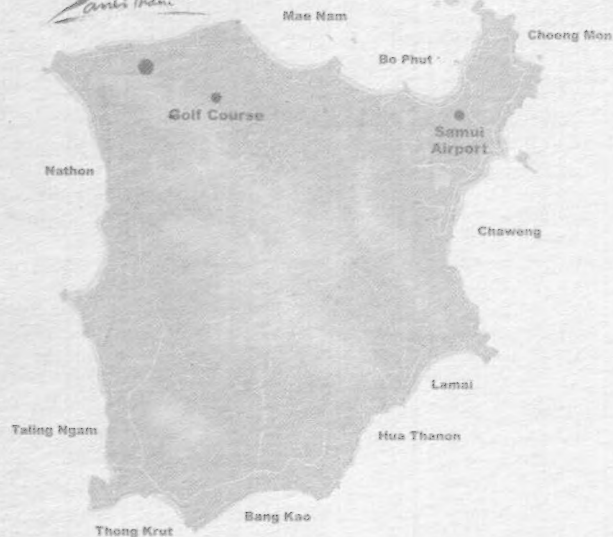 Mae Nam
Choeng Mon
Bo Phut
Golf Course
Samui
Airport
Nathon
Chaweng
Lamai
Taling Ngam
Hua Thanon
Bang Kao
Thong Krut